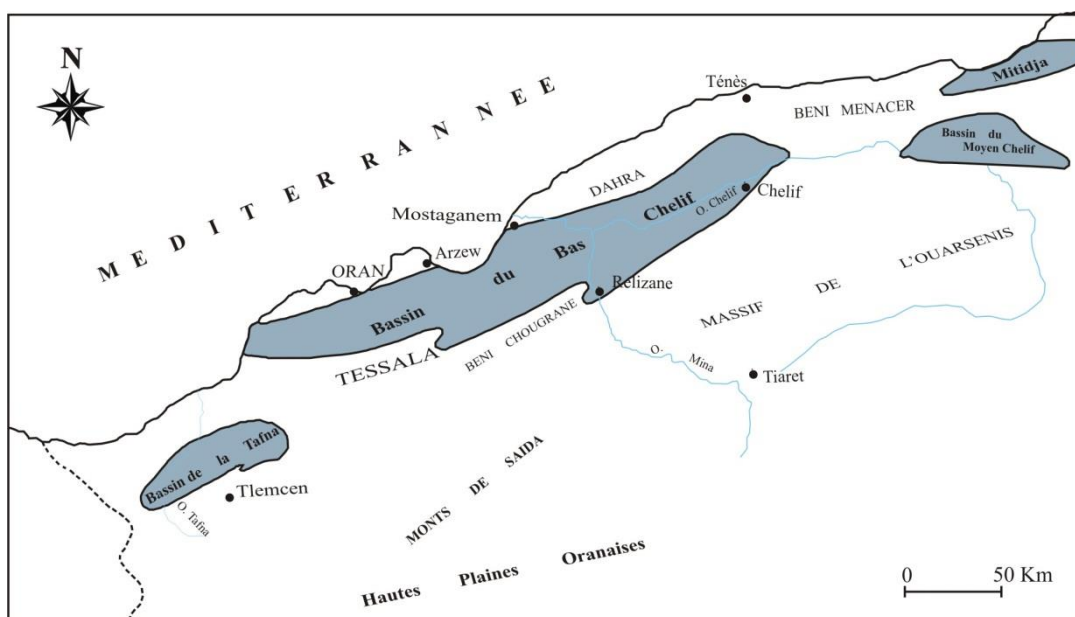 N
MEDITERRANNEE
Ténès
BENI MENACER
Mitidja
Bassin du
Moyen Chelif
DAHRA
Mostaganem
Chelif
O. Chelif
Arzew
ORAN
Bassin du Bas Chelif
Relizane
BENI CHOUGRANE
TESSALA
MASSIF DE L'OUARSENIS
O. Mina
Tiaret
Bassin de la Tafna
O. Tafna
Tlemcen
MONTS DE SAIDA
Hautes Plaines Oranaises
0 50 Km